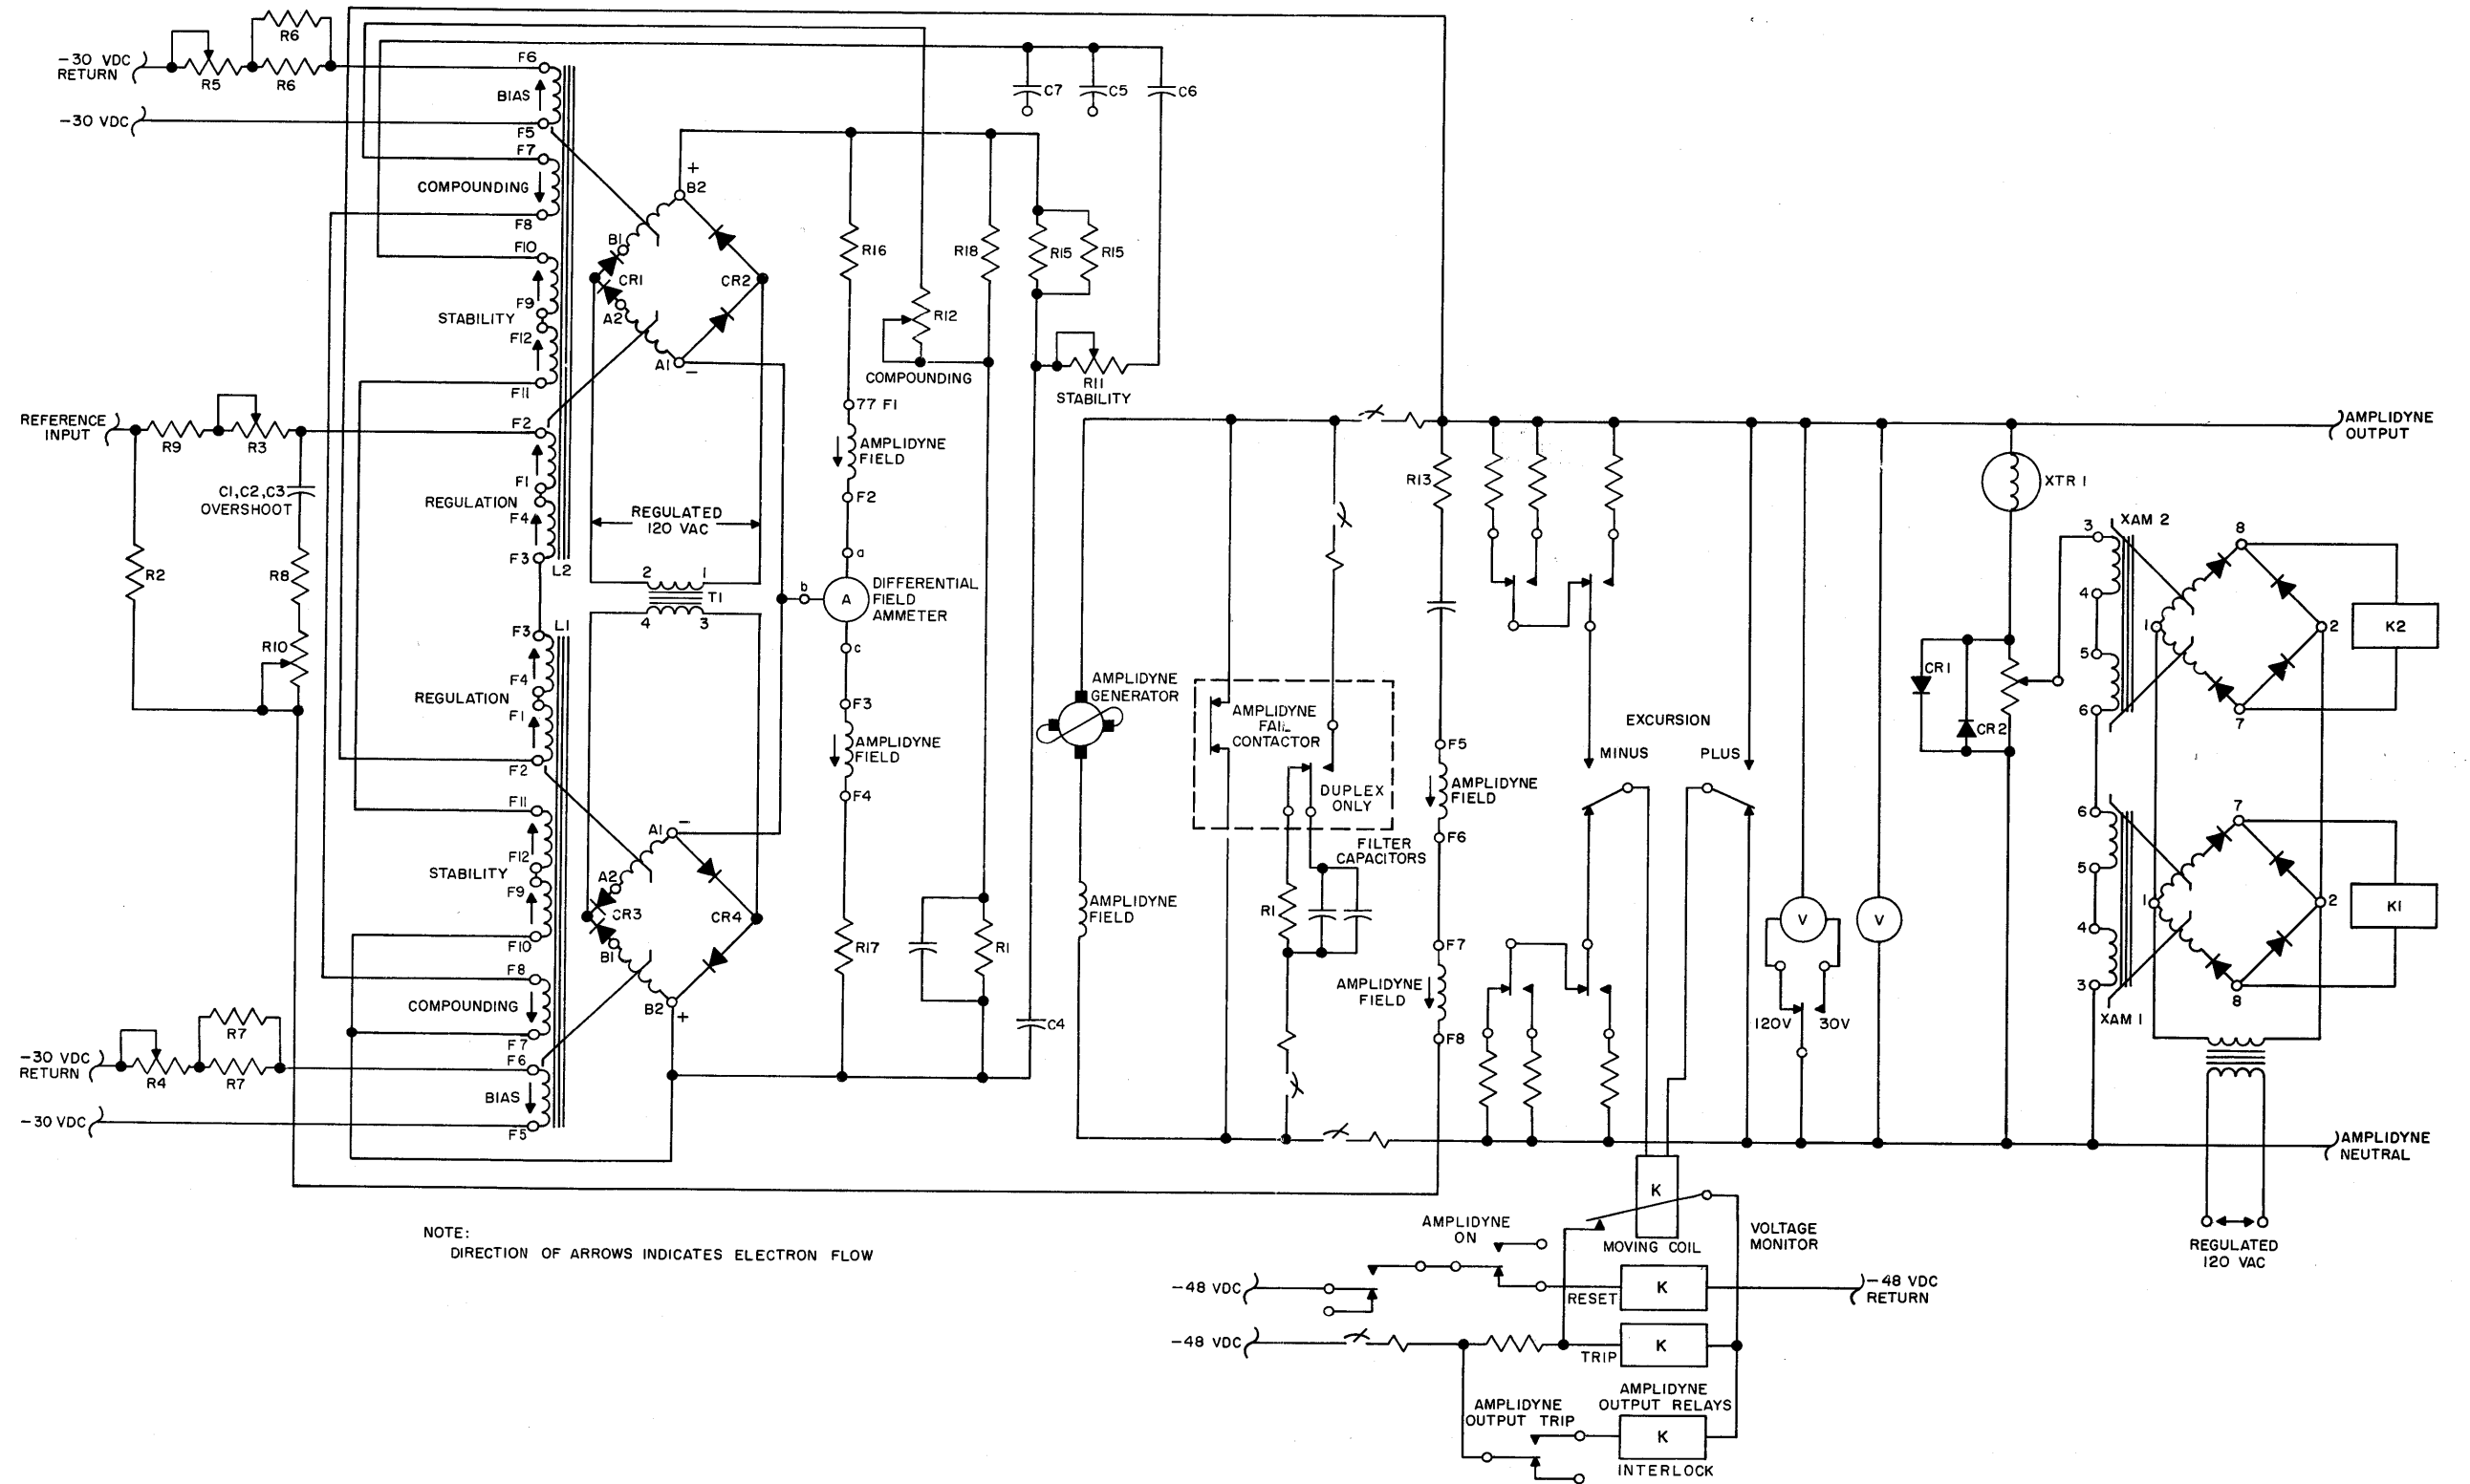 R6
-30 VDC
RETURN
R5
R6
F6
BIAS
-30 VDC
F5
F7
COMPOUNDING
F8
F10
F9
STABILITY
F12
F11
REFERENCE
INPUT
R9
R3
F2
F1
C1,C2,C3
OVERSHOOT
REGULATION
F4
F3
L2
R2
R8
R10
L1
F3
F4
REGULATION
F1
F2
F11
F12
STABILITY
F9
F10
F8
COMPOUNDING
F7
F6
R7
-30 VDC
RETURN
R4
R7
BIAS
-30 VDC
F5
+
B2
B1
CR1
CR2
A2
A1
-
REGULATED
120 VAC
2
1
T1
4
3
A1
-
A2
CR3
CR4
B1
B2
+
C7
C5
C6
R16
R18
R15
R15
R12
COMPOUNDING
R11
STABILITY
77 F1
AMPLIDYNE
FIELD
F2
a
b
A
DIFFERENTIAL
FIELD
AMMETER
c
F3
AMPLIDYNE
FIELD
F4
R17
R1
C4
AMPLIDYNE
GENERATOR
AMPLIDYNE
FIELD
AMPLIDYNE
FAIL
CONTACTOR
DUPLEX
ONLY
FILTER
CAPACITORS
R1
R13
F5
AMPLIDYNE
FIELD
F6
F7
AMPLIDYNE
FIELD
F8
EXCURSION
MINUS
PLUS
V
V
120V
30V
AMPLIDYNE
OUTPUT
XTR 1
CR1
CR2
XAM 2
3
4
5
6
8
1
2
7
K2
6
5
4
3
XAM 1
7
1
2
8
K1
AMPLIDYNE
NEUTRAL
REGULATED
120 VAC
K
MOVING COIL
VOLTAGE
MONITOR
AMPLIDYNE
ON
-48 VDC
RESET
K
-48 VDC
RETURN
-48 VDC
TRIP
K
AMPLIDYNE
OUTPUT RELAYS
AMPLIDYNE
OUTPUT TRIP
K
INTERLOCK
NOTE:
DIRECTION OF ARROWS INDICATES ELECTRON FLOW